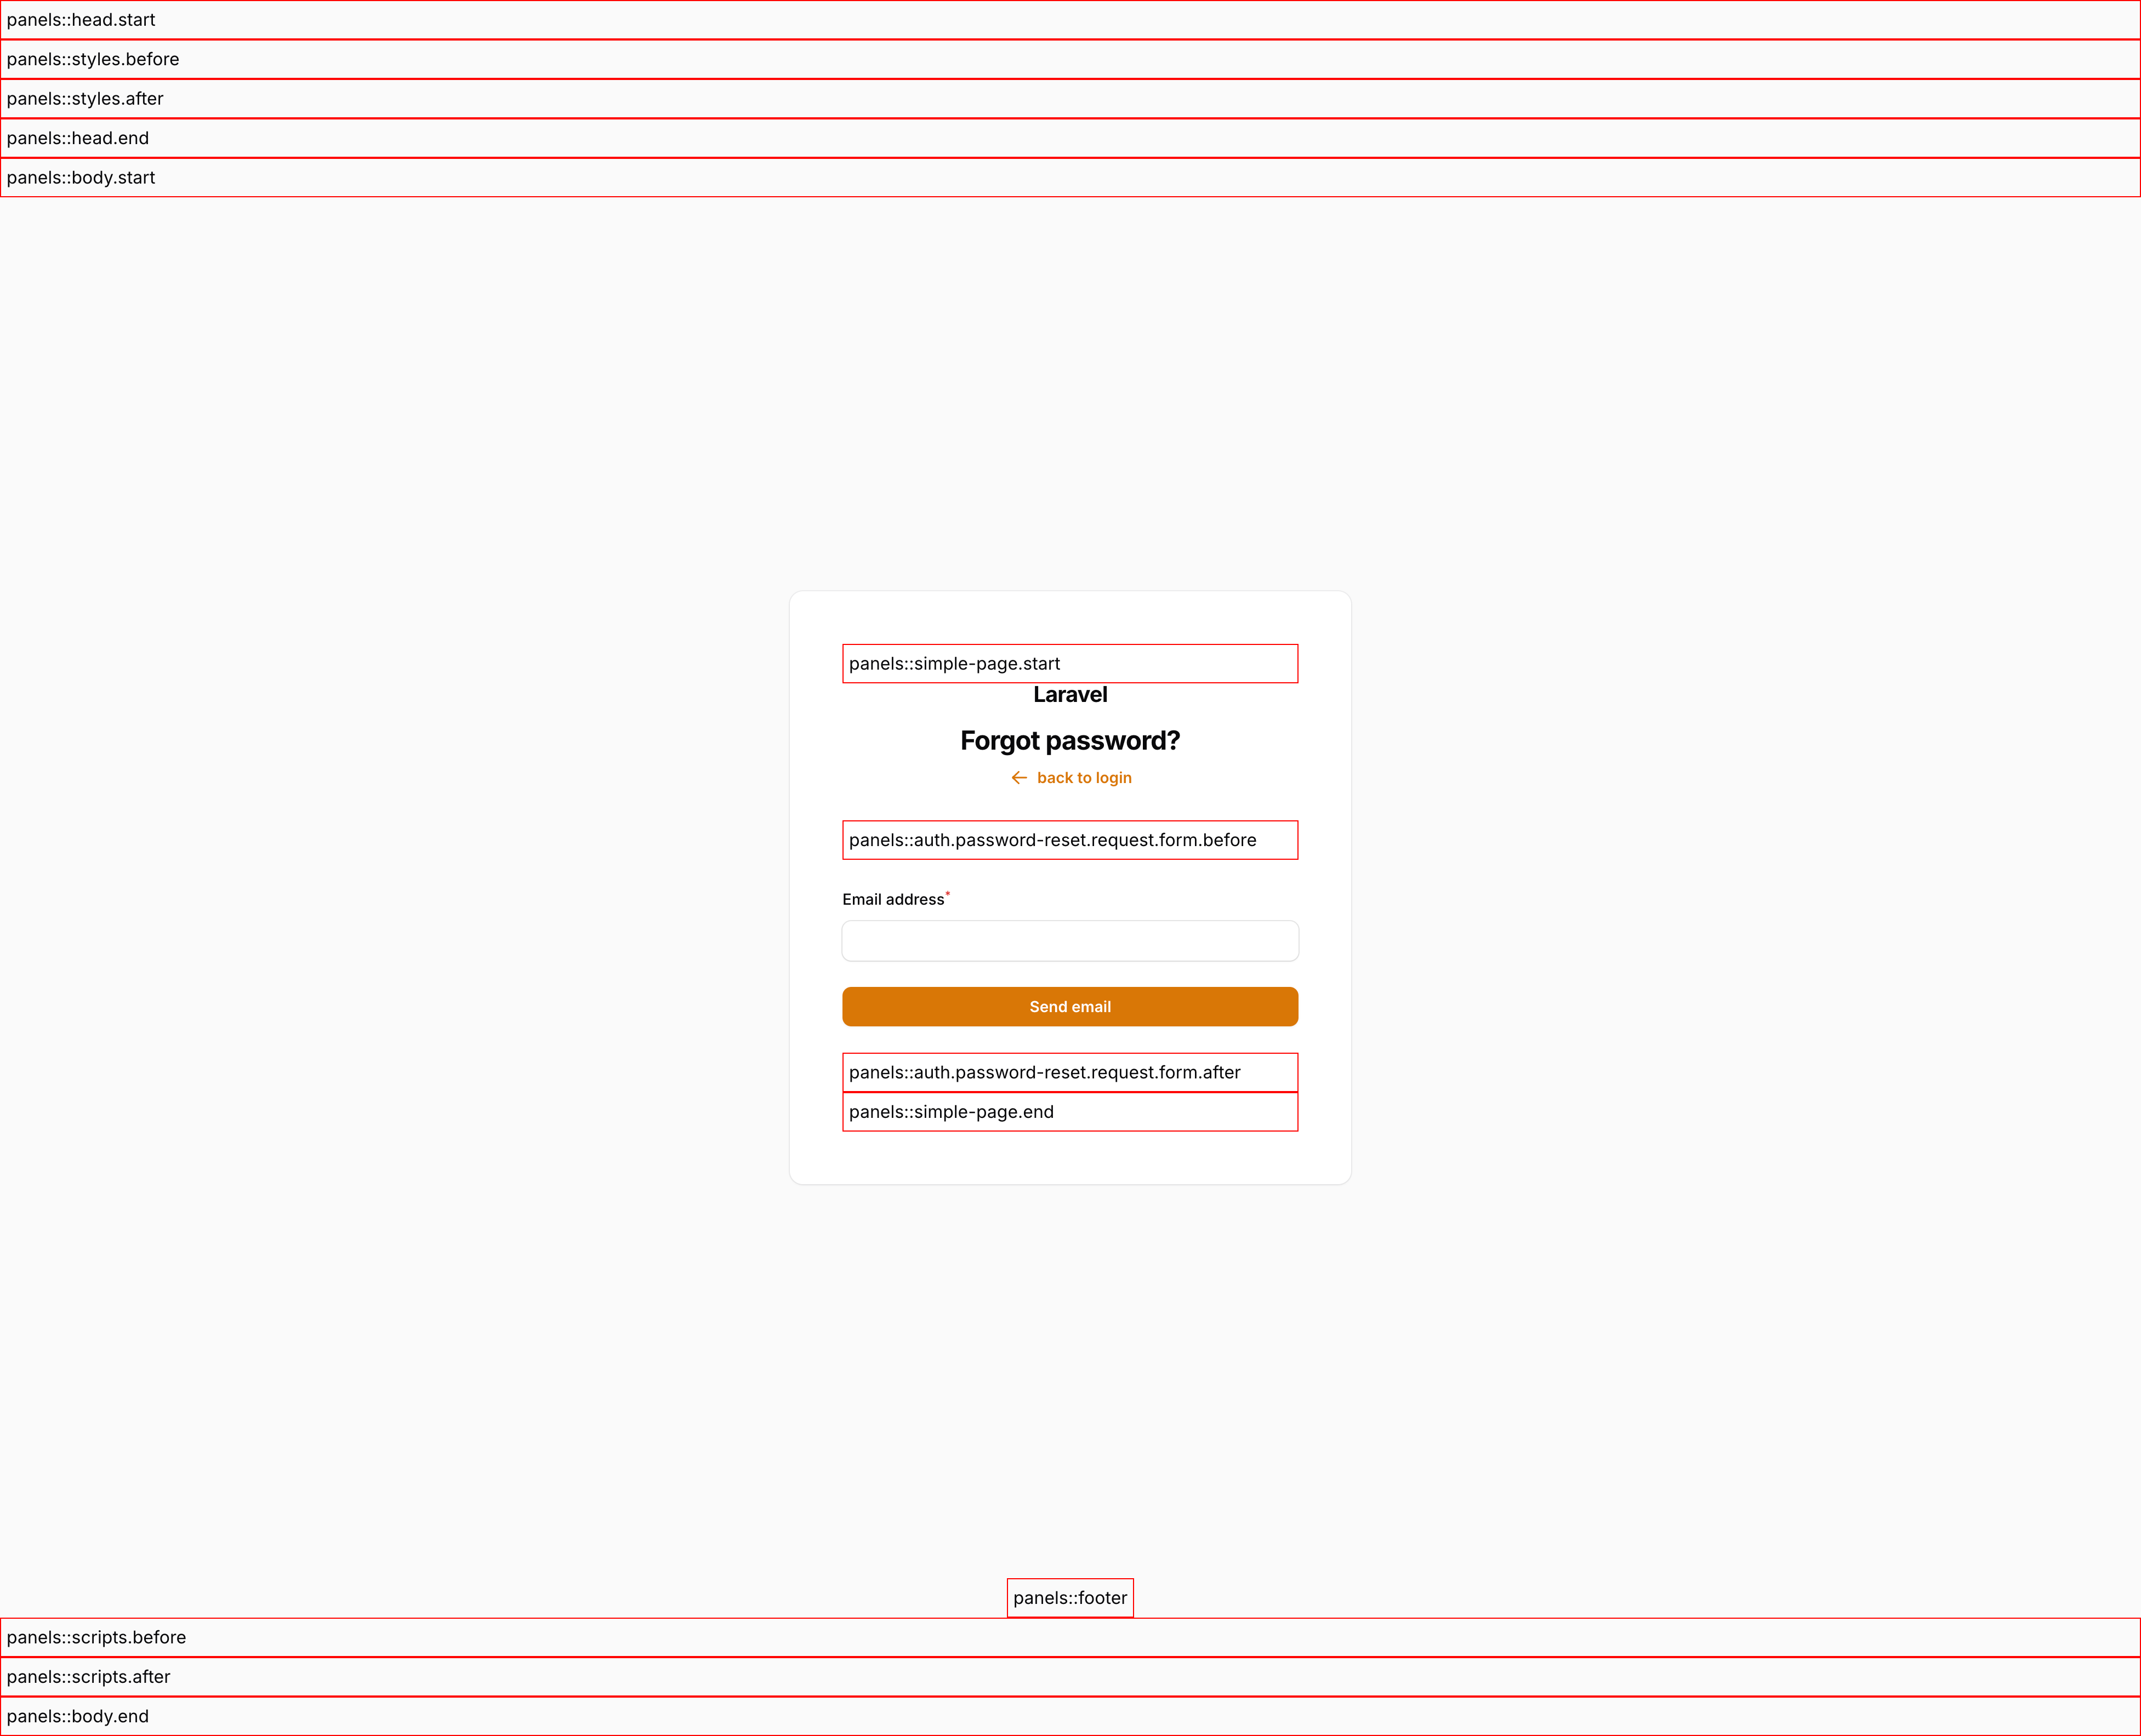 panels::head.start
panels::styles.before
panels::styles.after
panels::head.end
panels::body.start
panels::simple-page.start
Laravel
Forgot password?
back to login
panels::auth.password-reset.request.form.before
Email address*
Send email
panels::auth.password-reset.request.form.after
panels::simple-page.end
panels::footer
panels::scripts.before
panels::scripts.after
panels::body.end